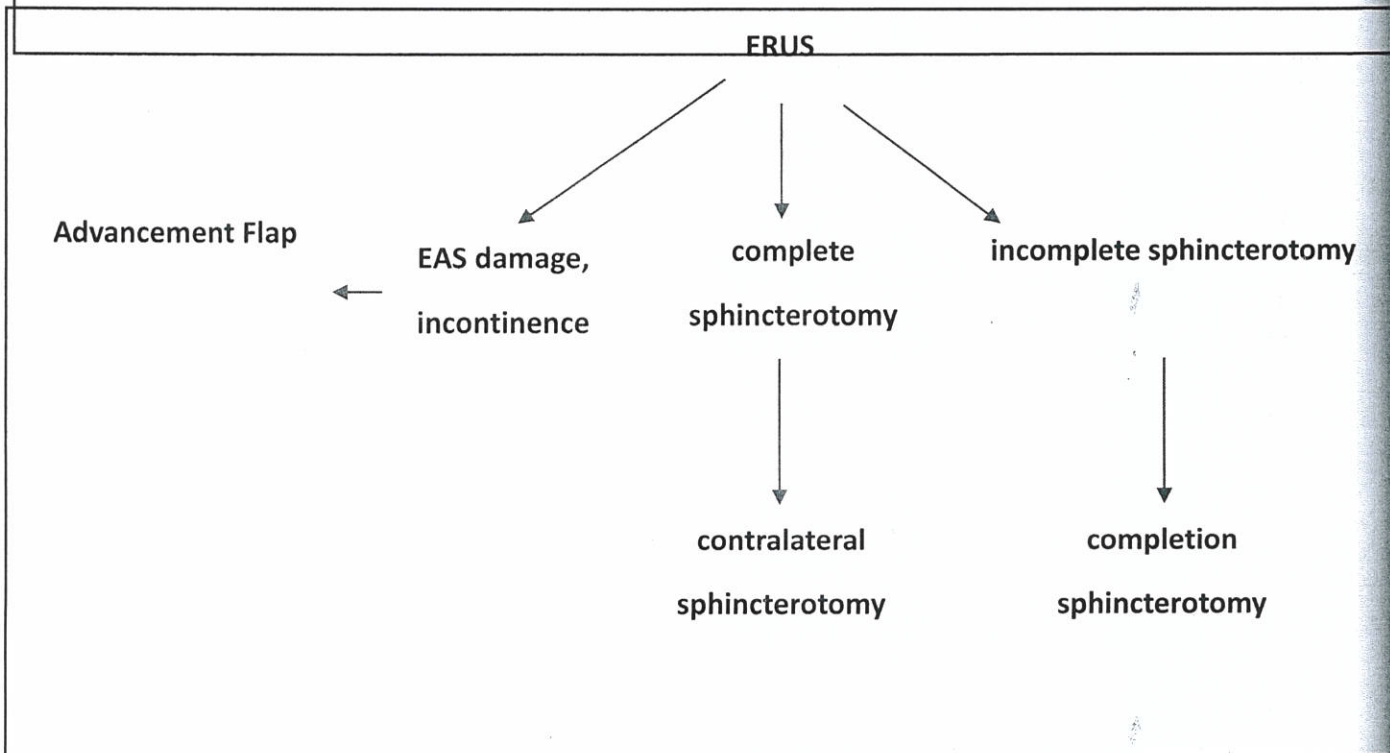 ERUS
Advancement Flap
EAS damage,
incontinence
complete
sphincterotomy
incomplete sphincterotomy
contralateral
sphincterotomy
completion
sphincterotomy